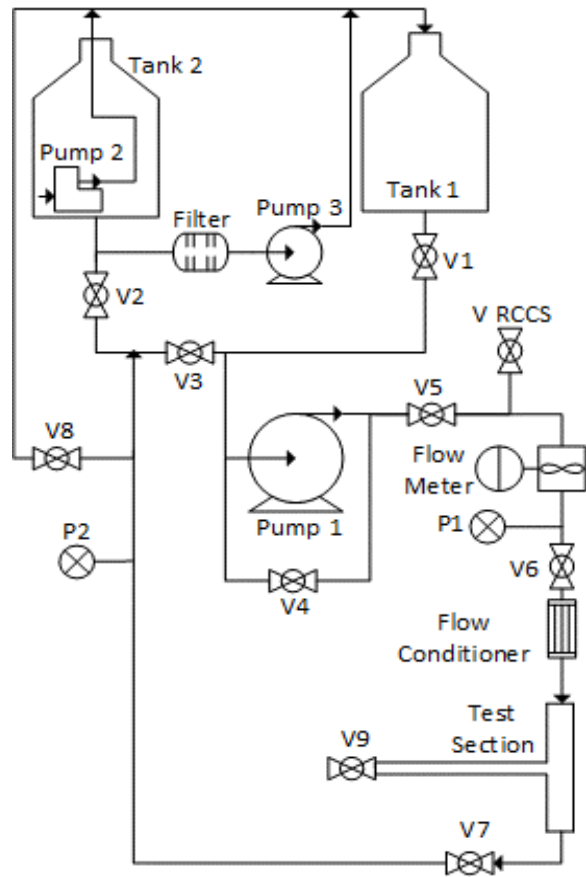 Tank 2
Pump 2
Tank 1
Filter
Pump 3
V1
V2
V RCCS
V3
V5
V8
Flow
Meter
Pump 1
P1
P2
V6
V4
Flow
Conditioner
Test
Section
V9
V7